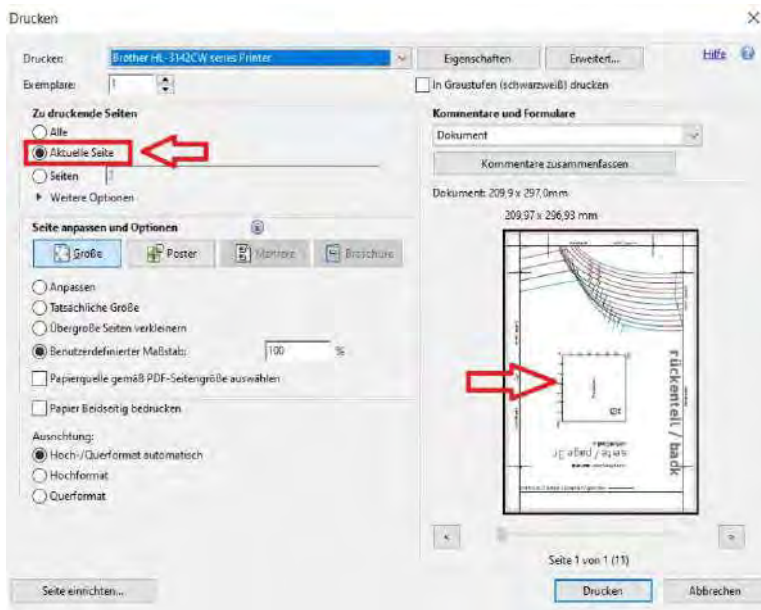 Drucken
Drucker:
Brother HL-3142CW series Printer
Eigenschaften
Erweitert...
Hilfe
Exemplare:
1
In Graustufen (schwarzweiß) drucken
Zu druckende Seiten
Alle
Aktuelle Seite
Seiten
Weitere Optionen
Kommentare und Formulare
Dokument
Kommentare zusammenfassen
Seite anpassen und Optionen
Größe
Poster
Mehrere
Broschüre
Anpassen
Tatsächliche Größe
Übergroße Seiten verkleinern
Benutzerdefinierter Maßstab:
100
%
Papierquelle gemäß PDF-Seitengröße auswählen
Papier Beidseitig bedrucken
Ausrichtung:
Hoch-/Querformat automatisch
Hochformat
Querformat
Dokument: 209,9 x 297,0mm
209,97 x 296,93 mm
rückenteil / back
seite / page
<
>
Seite 1 von 1 (11)
Seite einrichten...
Drucken
Abbrechen